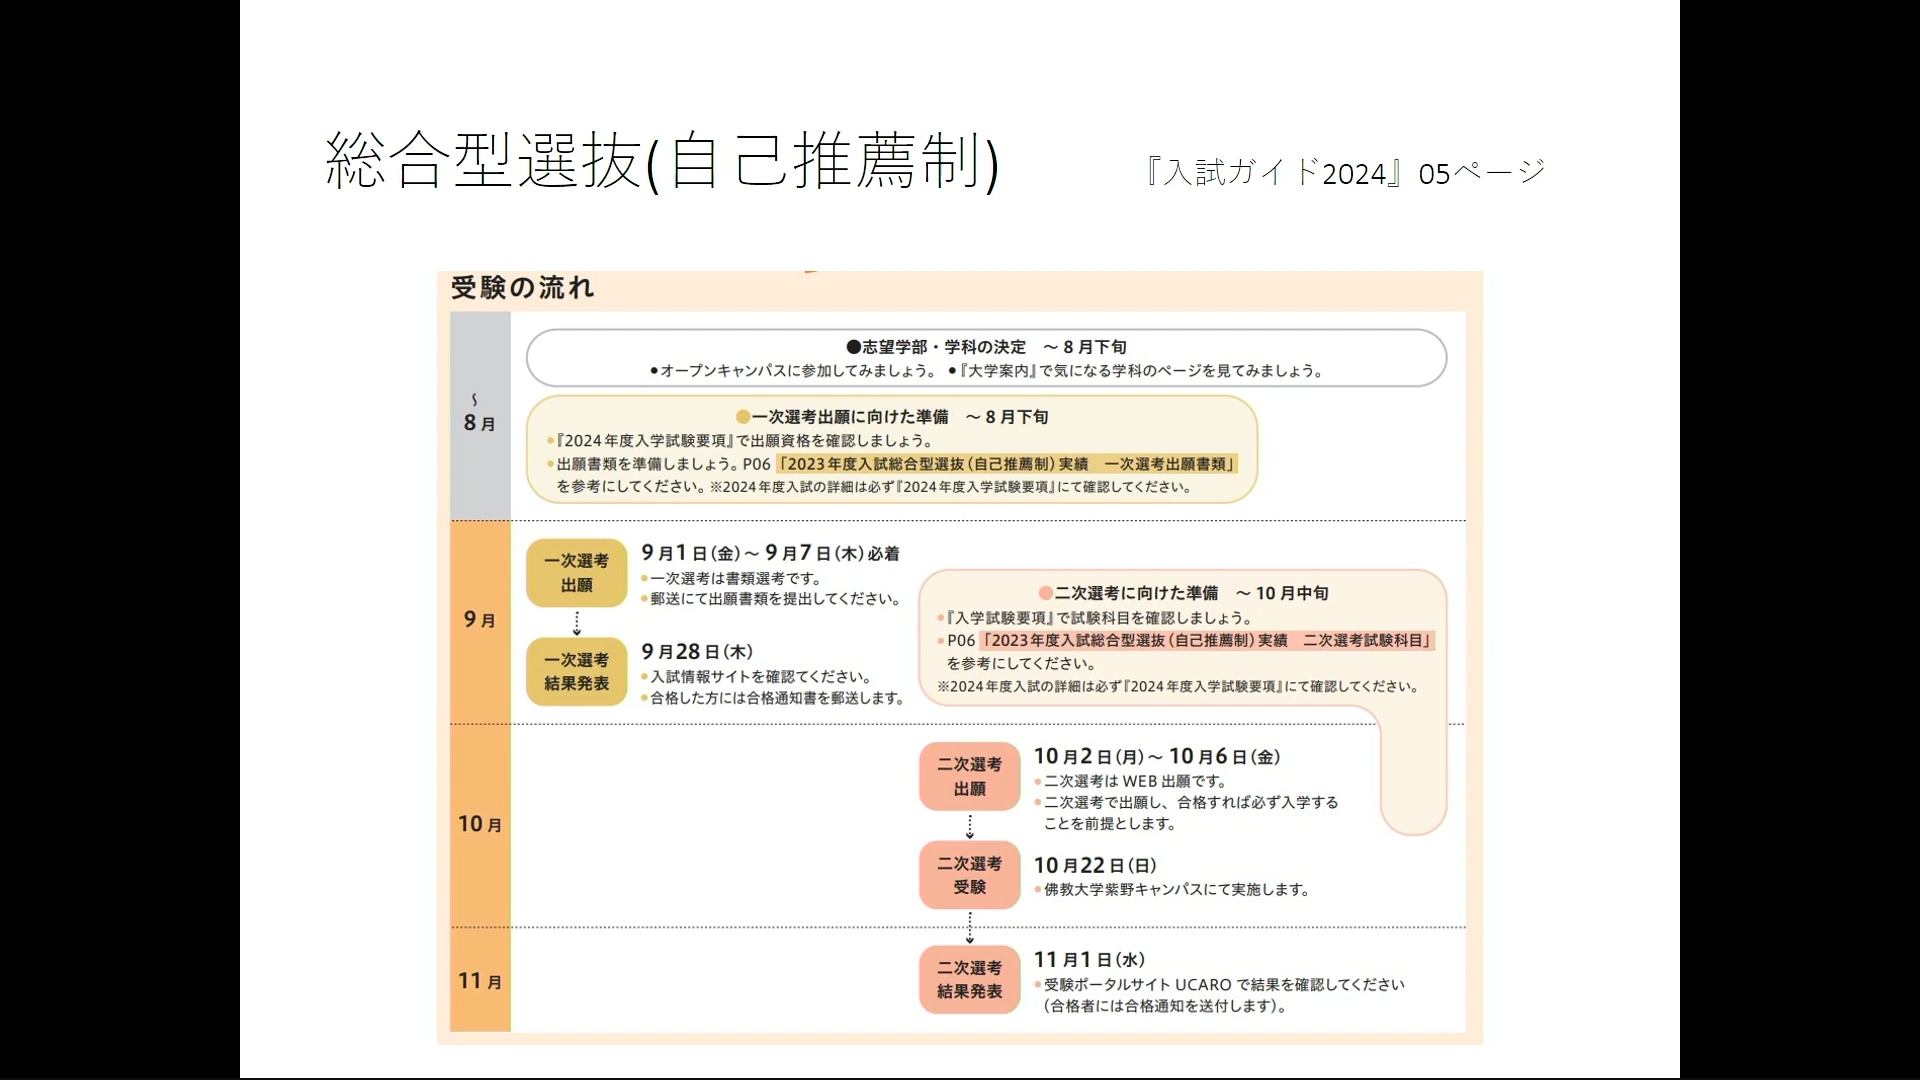 総合型選抜(自己推薦制)
『入試ガイド2024』05ページ
受験の流れ
～
8月
●志望学部・学科の決定　～8月下旬
●オープンキャンパスに参加してみましょう。 ●『大学案内』で気になる学科のページを見てみましょう。
●一次選考出願に向けた準備　～8月下旬
●『2024年度入学試験要項』で出願資格を確認しましょう。
●出願書類を準備しましょう。P06「2023年度入試総合型選抜（自己推薦制）実績　一次選考出願書類」
を参考にしてください。※2024年度入試の詳細は必ず『2024年度入学試験要項』にて確認してください。
9月
一次選考
出願
9月1日（金）～9月7日（木）必着
●一次選考は書類選考です。
●郵送にて出願書類を提出してください。
一次選考
結果発表
9月28日（木）
●入試情報サイトを確認てください。
●合格した方には合格通知書を郵送します。
●二次選考に向けた準備　～10月中旬
●『入学試験要項』で試験科目を確認しましょう。
●P06「2023年度入試総合型選抜（自己推薦制）実績　二次選考試験科目」
を参考にしてください。
※2024年度入試の詳細は必ず『2024年度入学試験要項』にて確認してください。
10月
二次選考
出願
10月2日（月）～10月6日（金）
●二次選考はWEB出願です。
●二次選考で出願し、合格すれば必ず入学する
ことを前提とします。
二次選考
受験
10月22日（日）
●佛教大学紫野キャンパスにて実施します。
11月
二次選考
結果発表
11月1日（水）
●受験ポータルサイトUCAROで結果を確認してください
（合格者には合格通知を送付します）。